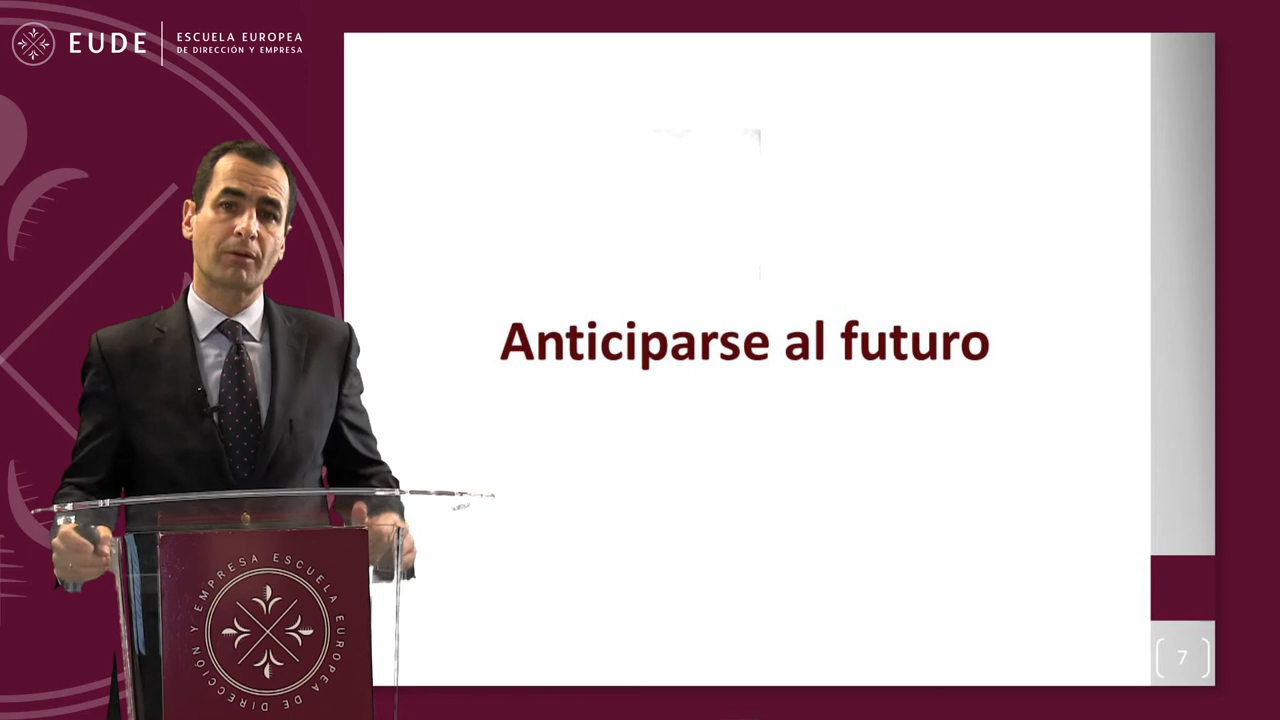 EUDE
ESCUELA EUROPEA
DE DIRECCIÓN Y EMPRESA
Anticiparse al futuro
7
ESCUELA EUROPEA DE DIRECCIÓN Y EMPRESA